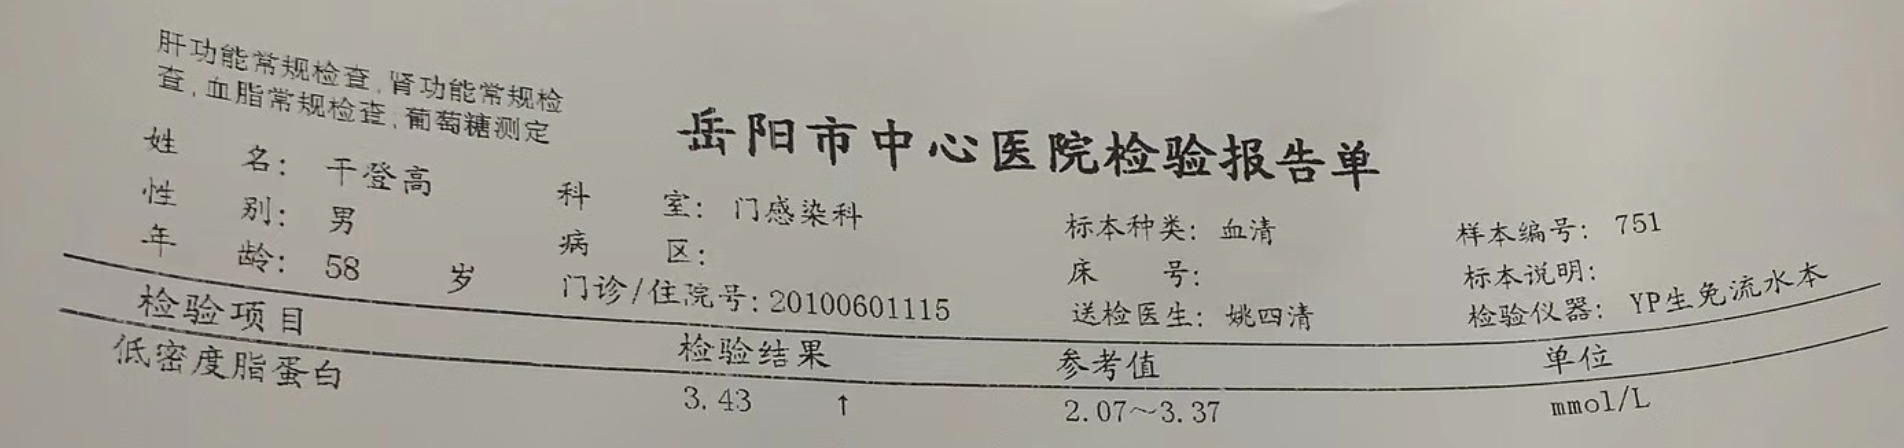 肝功能常规检查,肾功能常规检
查,血脂常规检查,葡萄糖测定
岳阳市中心医院检验报告单
姓 名: 干登高 科 室: 门感染科 标本种类: 血清 样本编号: 751
性 别: 男 病 区: 床 号: 标本说明:
年 龄: 58 岁 门诊/住院号: 20100601115 送检医生: 姚四清 检验仪器: YP生免流水本
检验项目 检验结果 参考值 单位
低密度脂蛋白 3.43 ↑ 2.07~3.37 mmol/L